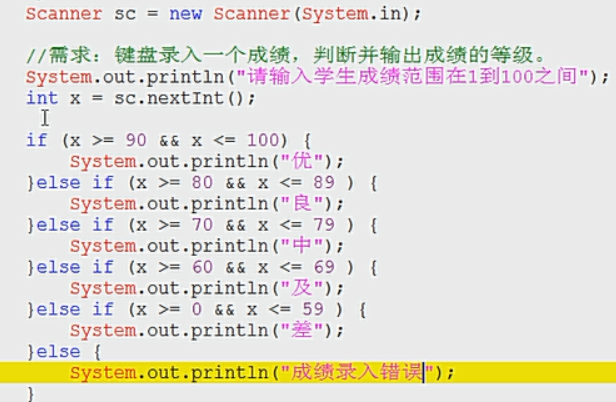 Scanner sc = new Scanner(System.in);
//需求：键盘录入一个成绩，判断并输出成绩的等级。
System.out.println("请输入学生成绩范围在1到100之间");
int x = sc.nextInt();
if (x >= 90 && x <= 100) {
System.out.println("优");
}else if (x >= 80 && x <= 89 ) {
System.out.println("良");
}else if (x >= 70 && x <= 79 ) {
System.out.println("中");
}else if (x >= 60 && x <= 69 ) {
System.out.println("及");
}else if (x >= 0 && x <= 59 ) {
System.out.println("差");
}else {
System.out.println("成绩录入错误");
}